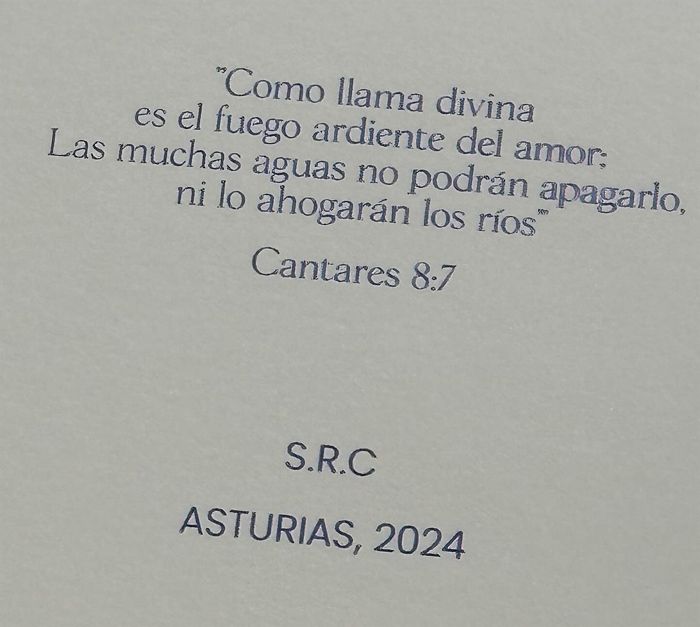 "Como llama divina
es el fuego ardiente del amor;
Las muchas aguas no podrán apagarlo,
ni lo ahogarán los ríos"
Cantares 8:7
S.R.C
ASTURIAS, 2024